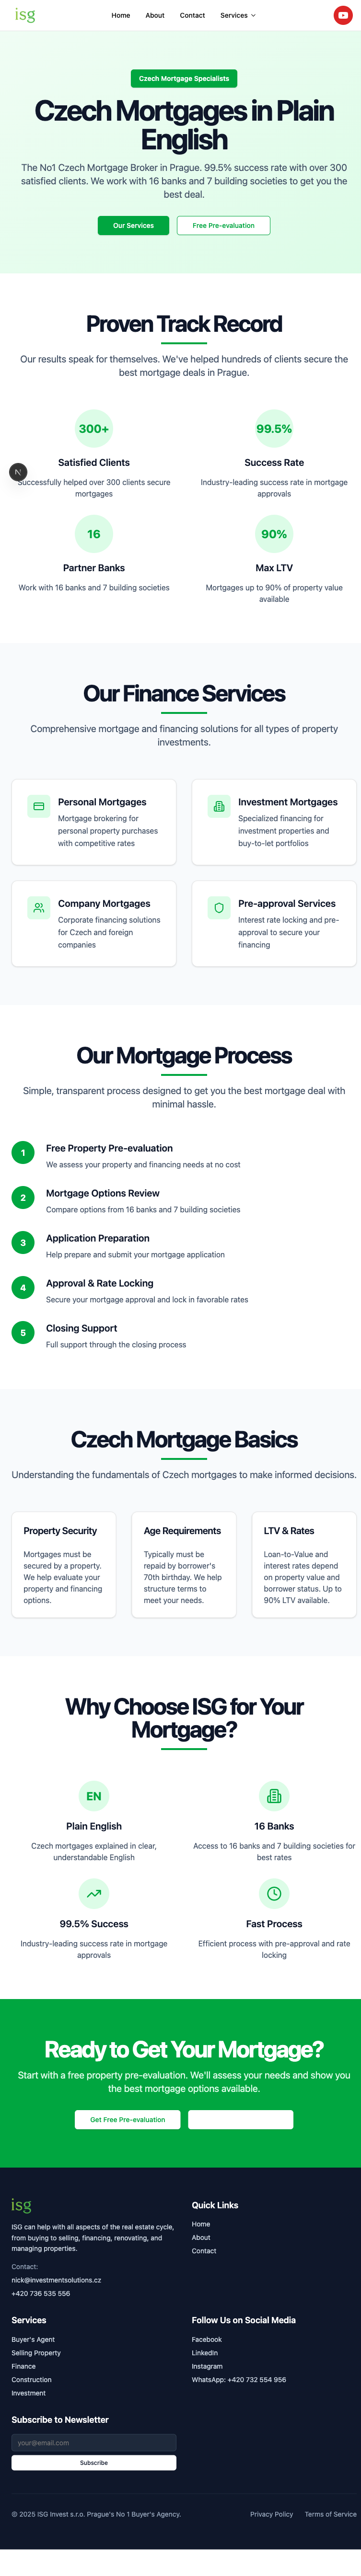 isg
Home
About
Contact
Services
Czech Mortgage Specialists
Czech Mortgages in Plain
English
The No1 Czech Mortgage Broker in Prague. 99.5% success rate with over 300
satisfied clients. We work with 16 banks and 7 building societies to get you the
best deal.
Our Services
Free Pre-evaluation
Proven Track Record
Our results speak for themselves. We've helped hundreds of clients secure the
best mortgage deals in Prague.
300+
Satisfied Clients
Successfully helped over 300 clients secure
mortgages
99.5%
Success Rate
Industry-leading success rate in mortgage
approvals
N
16
Partner Banks
Work with 16 banks and 7 building societies
90%
Max LTV
Mortgages up to 90% of property value
available
Our Finance Services
Comprehensive mortgage and financing solutions for all types of property
investments.
Personal Mortgages
Mortgage brokering for
personal property purchases
with competitive rates
Investment Mortgages
Specialized financing for
investment properties and
buy-to-let portfolios
Company Mortgages
Corporate financing solutions
for Czech and foreign
companies
Pre-approval Services
Interest rate locking and pre-
approval to secure your
financing
Our Mortgage Process
Simple, transparent process designed to get you the best mortgage deal with
minimal hassle.
1
Free Property Pre-evaluation
We assess your property and financing needs at no cost
2
Mortgage Options Review
Compare options from 16 banks and 7 building societies
3
Application Preparation
Help prepare and submit your mortgage application
4
Approval & Rate Locking
Secure your mortgage approval and lock in favorable rates
5
Closing Support
Full support through the closing process
Czech Mortgage Basics
Understanding the fundamentals of Czech mortgages to make informed decisions.
Property Security
Mortgages must be
secured by a property.
We help evaluate your
property and financing
options.
Age Requirements
Typically must be
repaid by borrower's
70th birthday. We help
structure terms to
meet your needs.
LTV & Rates
Loan-to-Value and
interest rates depend
on property value and
borrower status. Up to
90% LTV available.
Why Choose ISG for Your
Mortgage?
EN
Plain English
Czech mortgages explained in clear,
understandable English
16 Banks
Access to 16 banks and 7 building societies for
best rates
99.5% Success
Industry-leading success rate in mortgage
approvals
Fast Process
Efficient process with pre-approval and rate
locking
Ready to Get Your Mortgage?
Start with a free property pre-evaluation. We'll assess your needs and show you
the best mortgage options available.
Get Free Pre-evaluation
isg
ISG can help with all aspects of the real estate cycle,
from buying to selling, financing, renovating, and
managing properties.
Contact:
nick@investmentsolutions.cz
+420 736 535 556
Quick Links
Home
About
Contact
Services
Buyer's Agent
Selling Property
Finance
Construction
Investment
Follow Us on Social Media
Facebook
LinkedIn
Instagram
WhatsApp: +420 732 554 956
Subscribe to Newsletter
your@email.com
Subscribe
© 2025 ISG Invest s.r.o. Prague's No 1 Buyer's Agency.
Privacy Policy
Terms of Service